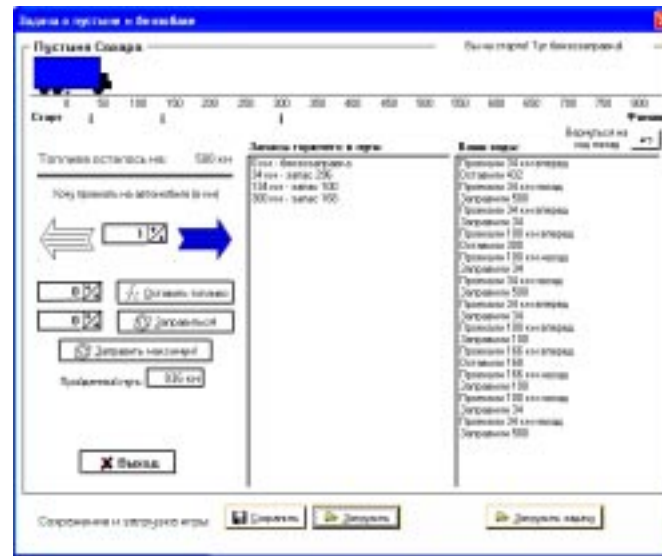 Задача о пустыне и бензобаке
Пустыня Сахара
Вы на старте! Тут бензозаправка!
0 50 100 150 200 250 300 350 400 450 500 550 600 650 700 750 800
Старт
Финиш
Вернуться на
ход назад
Топлива осталось на: 500 км
Хочу проехать на автомобиле (в км)
1
0
Оставить топливо
0
Заправиться!
Заправить максимум!
Пройденный путь:
936 км
Выход
Запасы горючего в пути:
0 км - бензозаправка
34 км - запас 296
134 км - запас 100
300 км - запас 168
Ваши ходы:
Проехали 34 км вперед
Оставили 432
Проехали 34 км назад
Заправили 500
Проехали 34 км вперед
Заправили 34
Проехали 100 км вперед
Оставили 300
Проехали 100 км назад
Заправили 34
Проехали 34 км назад
Заправили 500
Проехали 34 км вперед
Заправили 34
Проехали 100 км вперед
Заправили 100
Проехали 166 км вперед
Оставили 168
Проехали 166 км назад
Заправили 100
Проехали 100 км назад
Заправили 34
Проехали 34 км назад
Заправили 500
Сохранение и загрузка игры:
Сохранить
Загрузить
Загрузить задачу